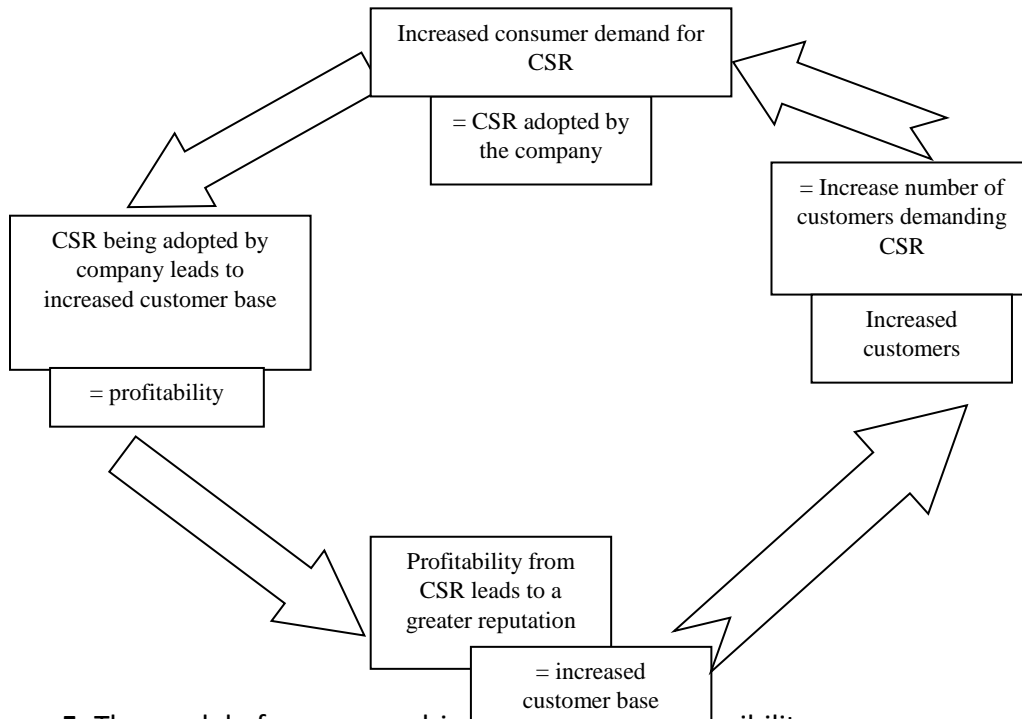 Increased consumer demand for
CSR
= CSR adopted by
the company
CSR being adopted by
company leads to
increased customer base
= profitability
Profitability from
CSR leads to a
greater reputation
= increased
customer base
= Increase number of
customers demanding
CSR
Increased
customers